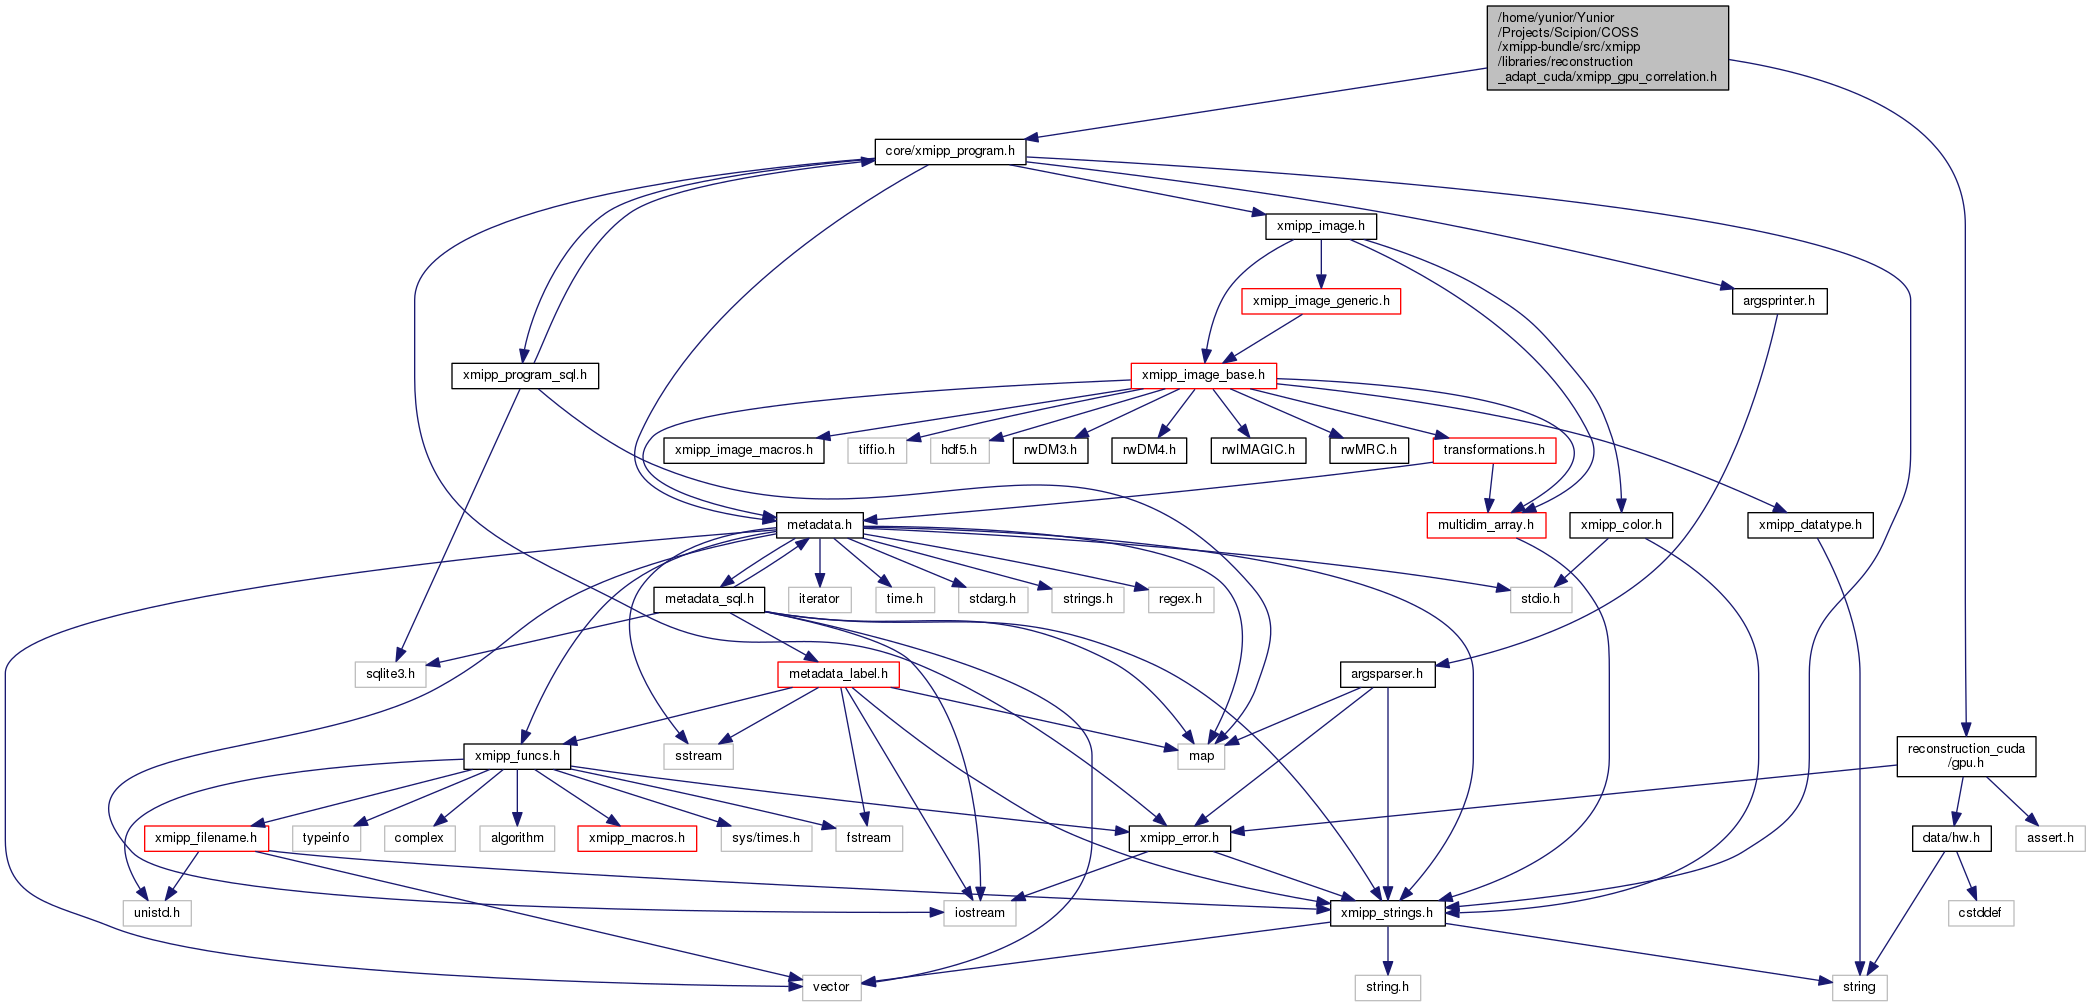 /home/yunior/Yunior
/Projects/Scipion/COSS
/xmipp-bundle/src/xmipp
/libraries/reconstruction
_adapt_cuda/xmipp_gpu_correlation.h
core/xmipp_program.h
xmipp_image.h
xmipp_image_generic.h
argsprinter.h
xmipp_program_sql.h
xmipp_image_base.h
xmipp_image_macros.h
tiffio.h
hdf5.h
rwDM3.h
rwDM4.h
rwIMAGIC.h
rwMRC.h
transformations.h
metadata.h
multidim_array.h
xmipp_color.h
xmipp_datatype.h
metadata_sql.h
iterator
time.h
stdarg.h
strings.h
regex.h
stdio.h
sqlite3.h
metadata_label.h
argsparser.h
xmipp_funcs.h
sstream
map
reconstruction_cuda
/gpu.h
xmipp_filename.h
typeinfo
complex
algorithm
xmipp_macros.h
sys/times.h
fstream
xmipp_error.h
data/hw.h
assert.h
unistd.h
iostream
xmipp_strings.h
cstddef
vector
string.h
string